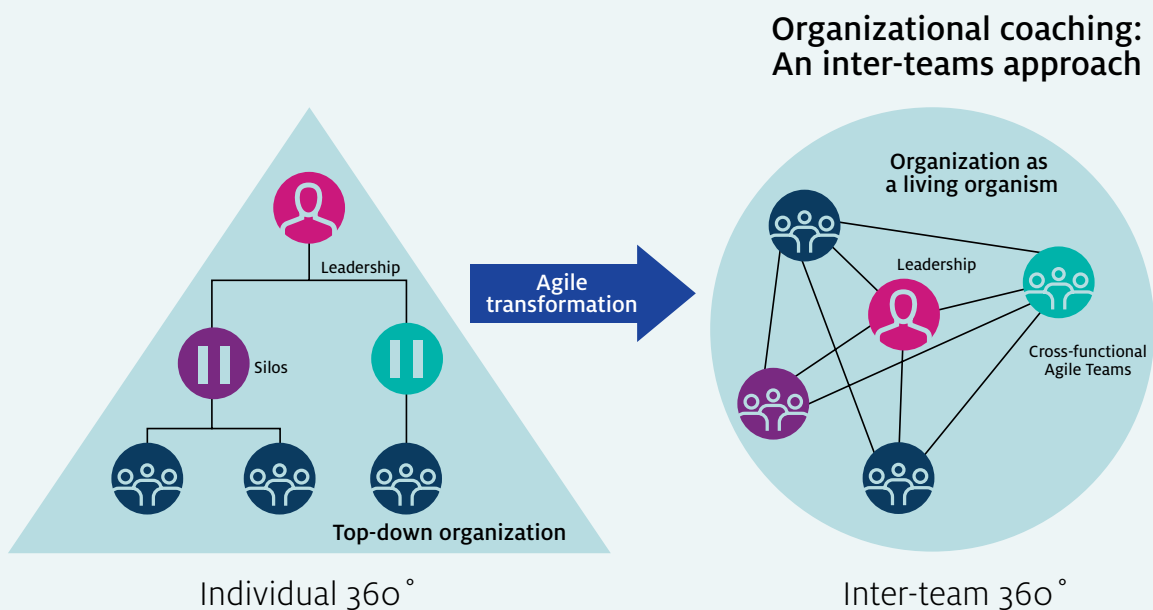 Organizational coaching:
An inter-teams approach
Leadership
Silos
Top-down organization
Individual 360°
Agile
transformation
Organization as
a living organism
Leadership
Cross-functional
Agile Teams
Inter-team 360°